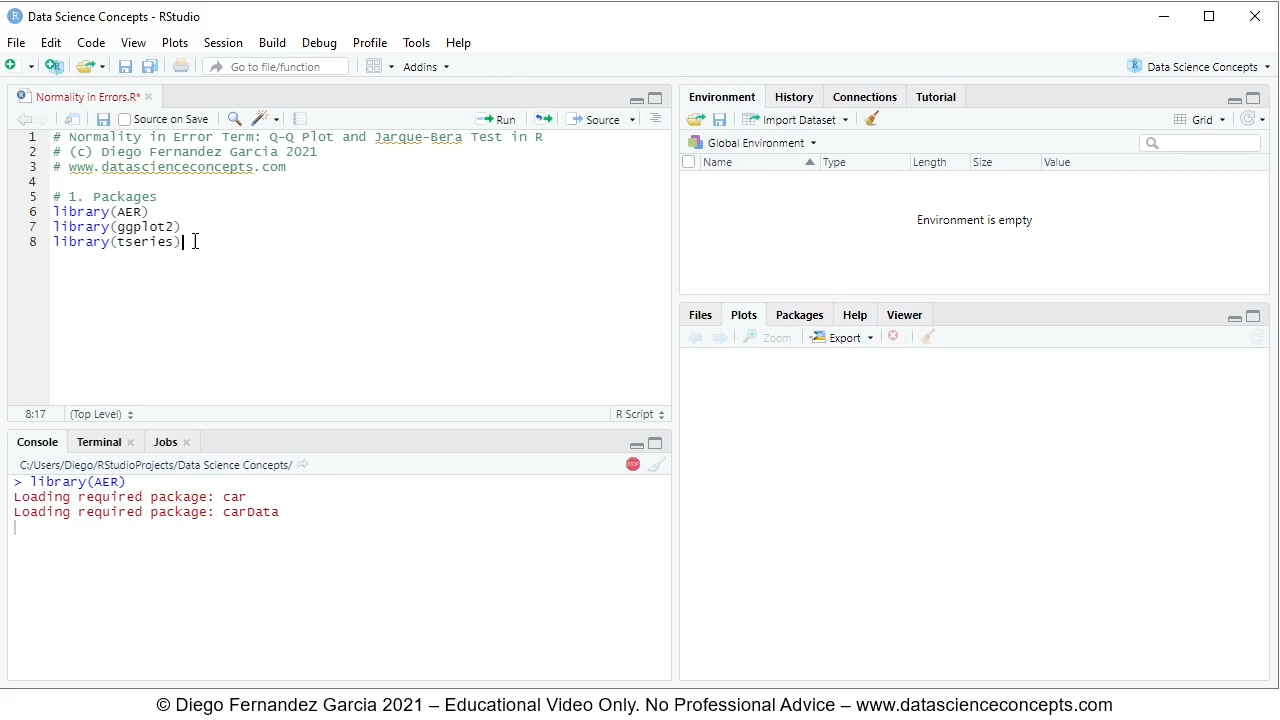 Data Science Concepts - RStudio
File Edit Code View Plots Session Build Debug Profile Tools Help
Go to file/function Addins Data Science Concepts
Normality in Errors.R*
Source on Save Run Source
1 # Normality in Error Term: Q-Q Plot and Jarque-Bera Test in R
2 # (c) Diego Fernandez Garcia 2021
3 # www.datascienceconcepts.com
4
5 # 1. Packages
6 library(AER)
7 library(ggplot2)
8 library(tseries)
8:17 (Top Level) R Script
Console Terminal Jobs
C:/Users/Diego/RStudioProjects/Data Science Concepts/
STOP
> library(AER)
Loading required package: car
Loading required package: carData
Environment History Connections Tutorial
Import Dataset Grid
Global Environment
Name Type Length Size Value
Environment is empty
Files Plots Packages Help Viewer
Zoom Export
© Diego Fernandez Garcia 2021 – Educational Video Only. No Professional Advice – www.datascienceconcepts.com